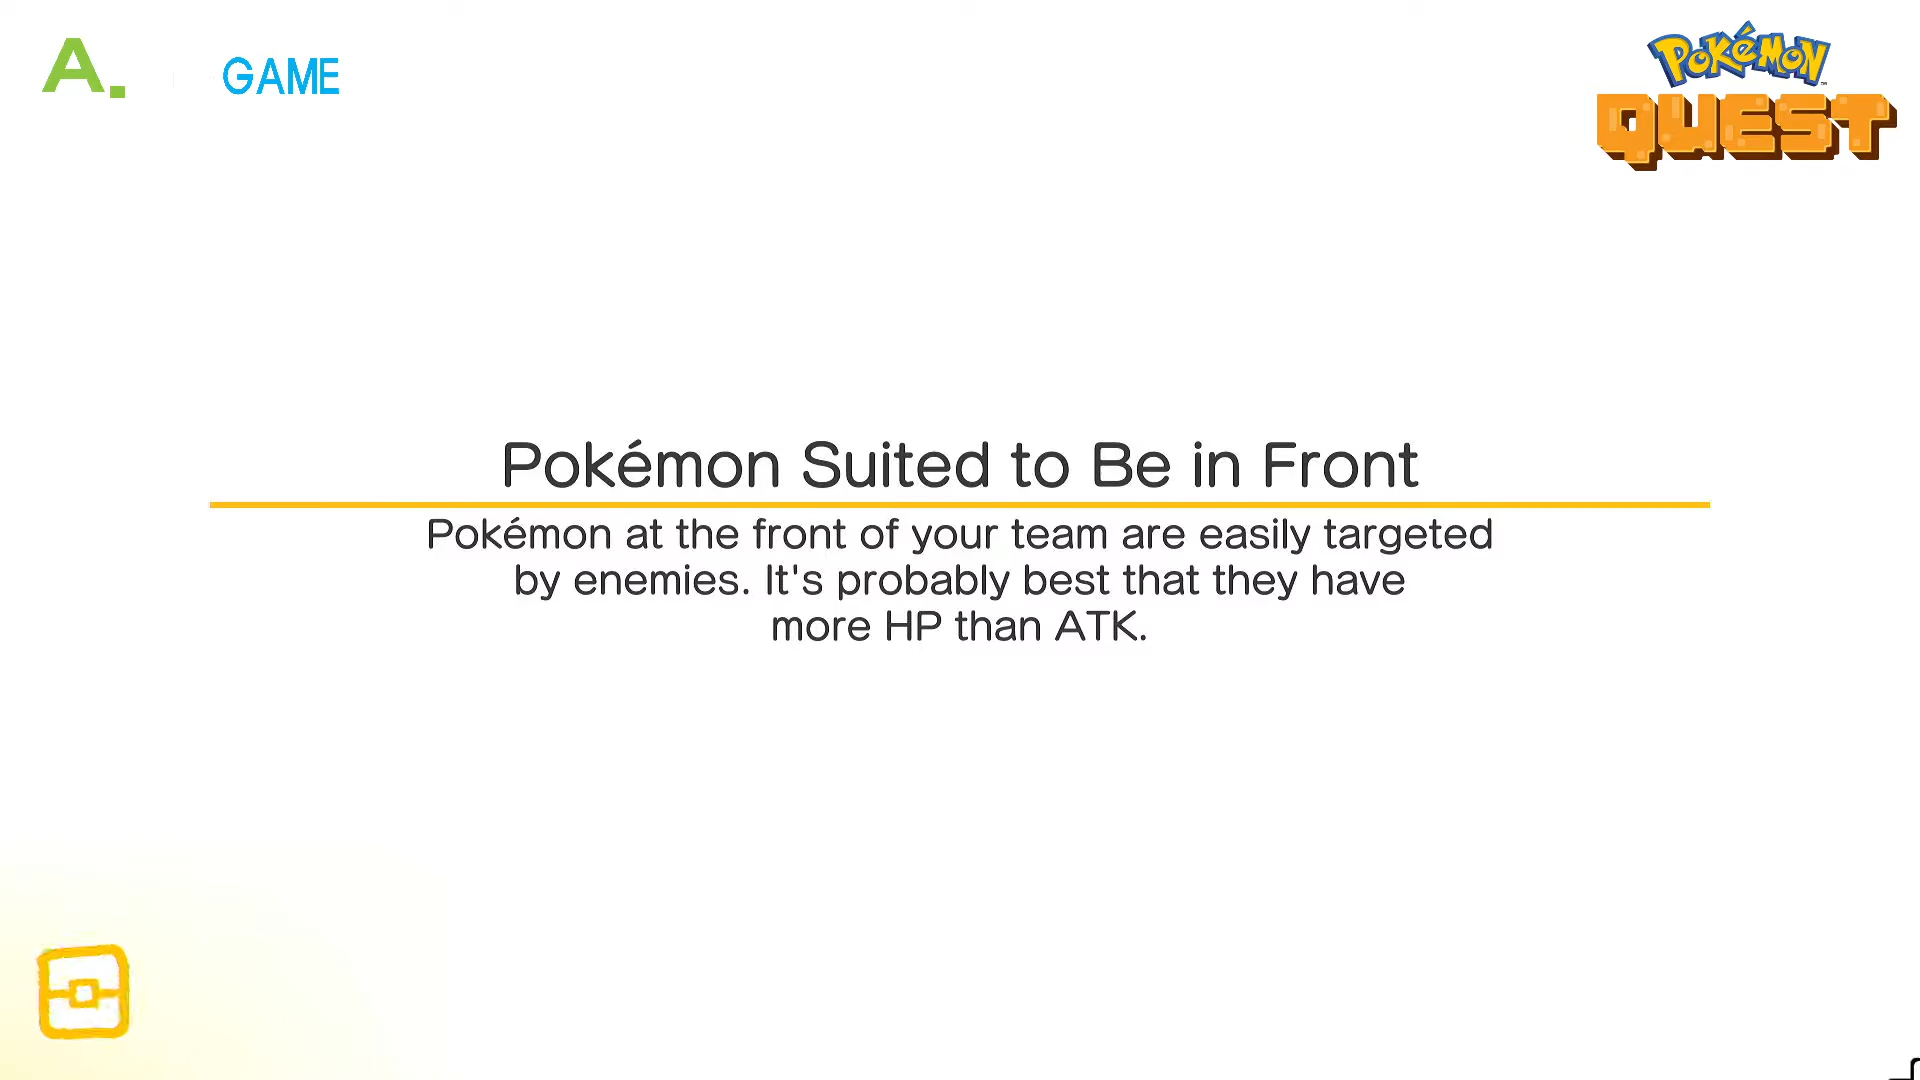 A.
GAME
POKÉMON
QUEST
Pokémon Suited to Be in Front
Pokémon at the front of your team are easily targeted
by enemies. It's probably best that they have
more HP than ATK.